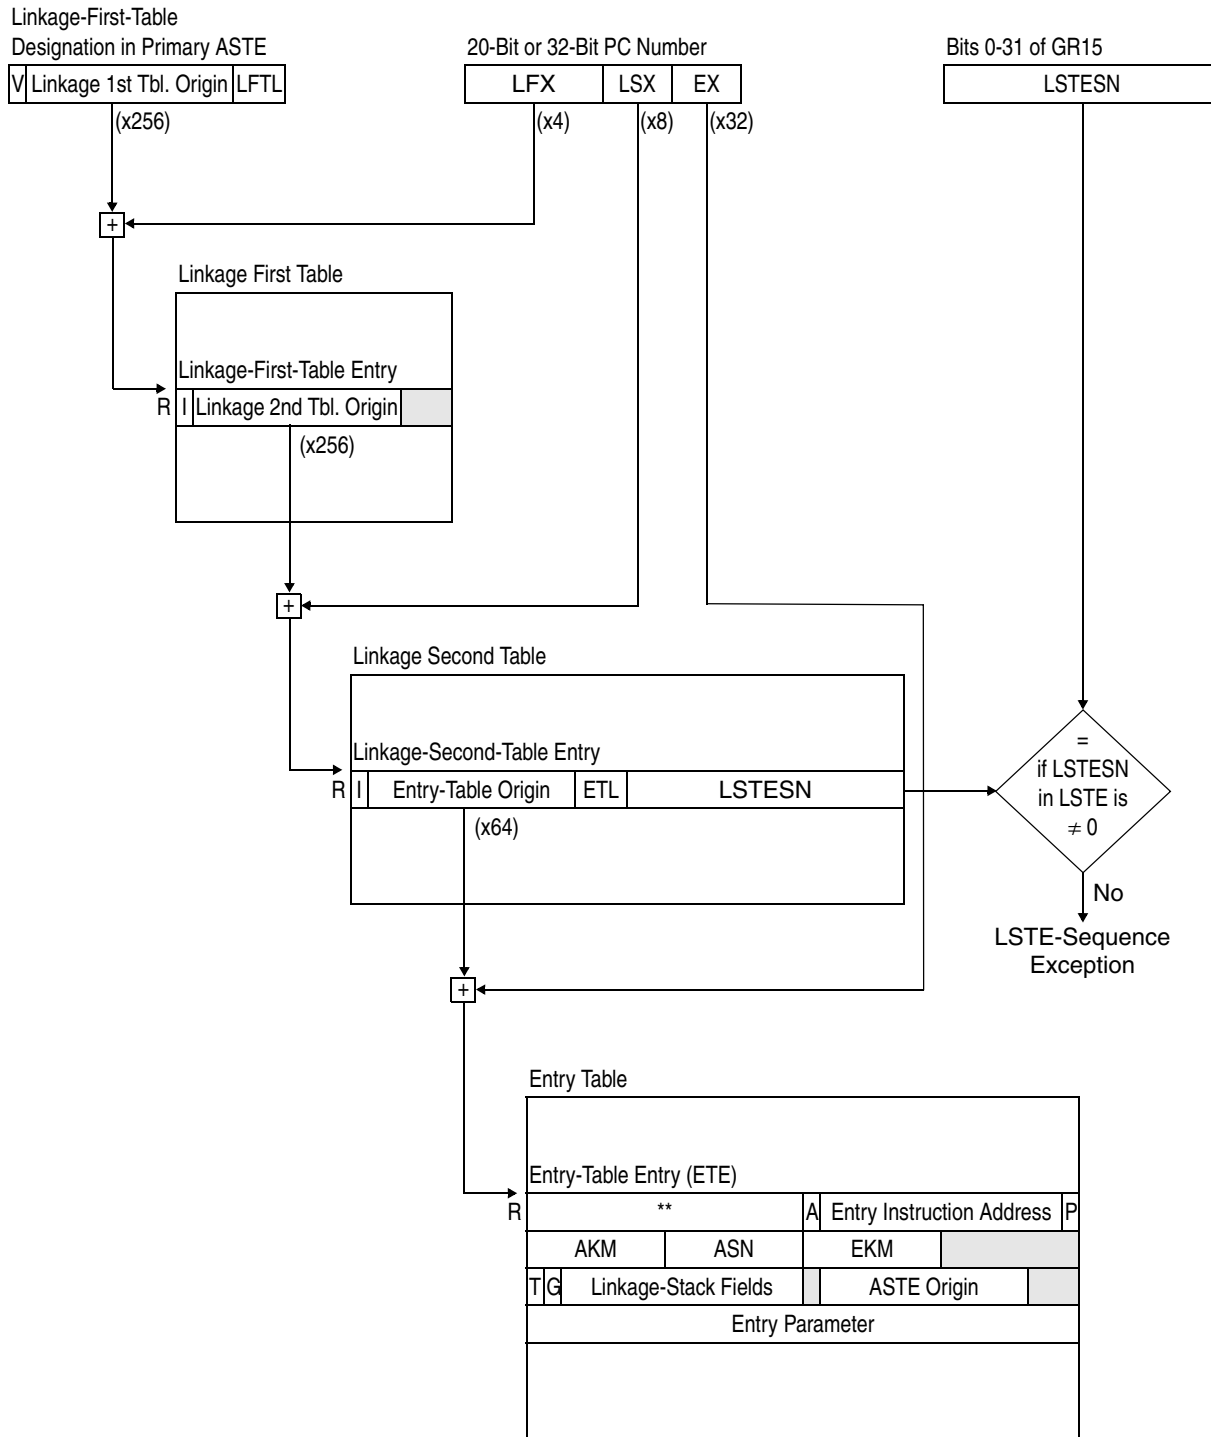 Linkage-First-Table
Designation in Primary ASTE
20-Bit or 32-Bit PC Number
Bits 0-31 of GR15
V Linkage 1st Tbl. Origin LFTL
LFX LSX EX
LSTESN
(x256)
(x4) (x8) (x32)
+
Linkage First Table
Linkage-First-Table Entry
R I Linkage 2nd Tbl. Origin
(x256)
+
Linkage Second Table
Linkage-Second-Table Entry
R I Entry-Table Origin ETL LSTESN
(x64)
=
if LSTESN
in LSTE is
≠ 0
No
LSTE-Sequence
Exception
+
Entry Table
Entry-Table Entry (ETE)
R ** A Entry Instruction Address P
AKM ASN EKM
T G Linkage-Stack Fields ASTE Origin
Entry Parameter